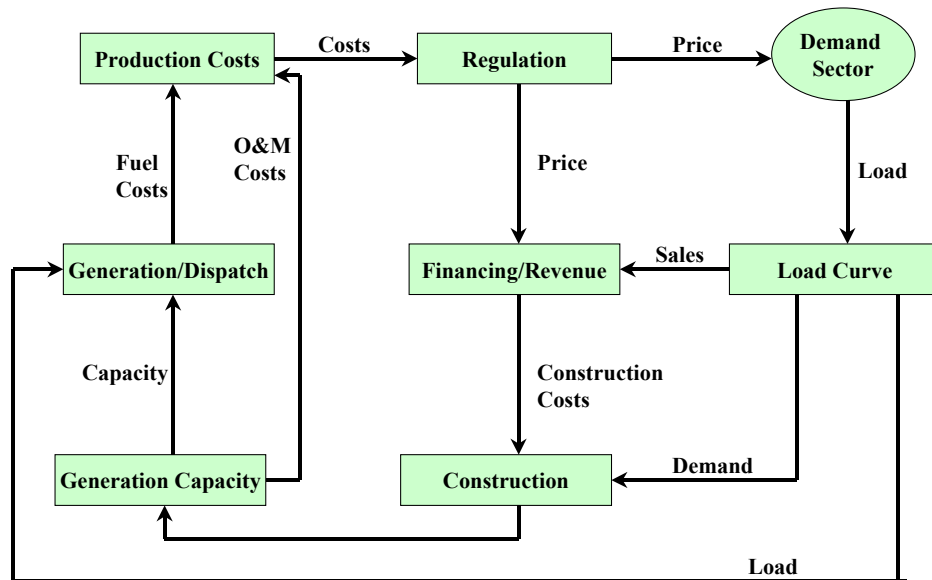 Costs
Price
Demand
Sector
Production Costs
Regulation
O&M
Costs
Fuel
Costs
Price
Load
Generation/Dispatch
Financing/Revenue
Sales
Load Curve
Capacity
Construction
Costs
Generation Capacity
Construction
Demand
Load